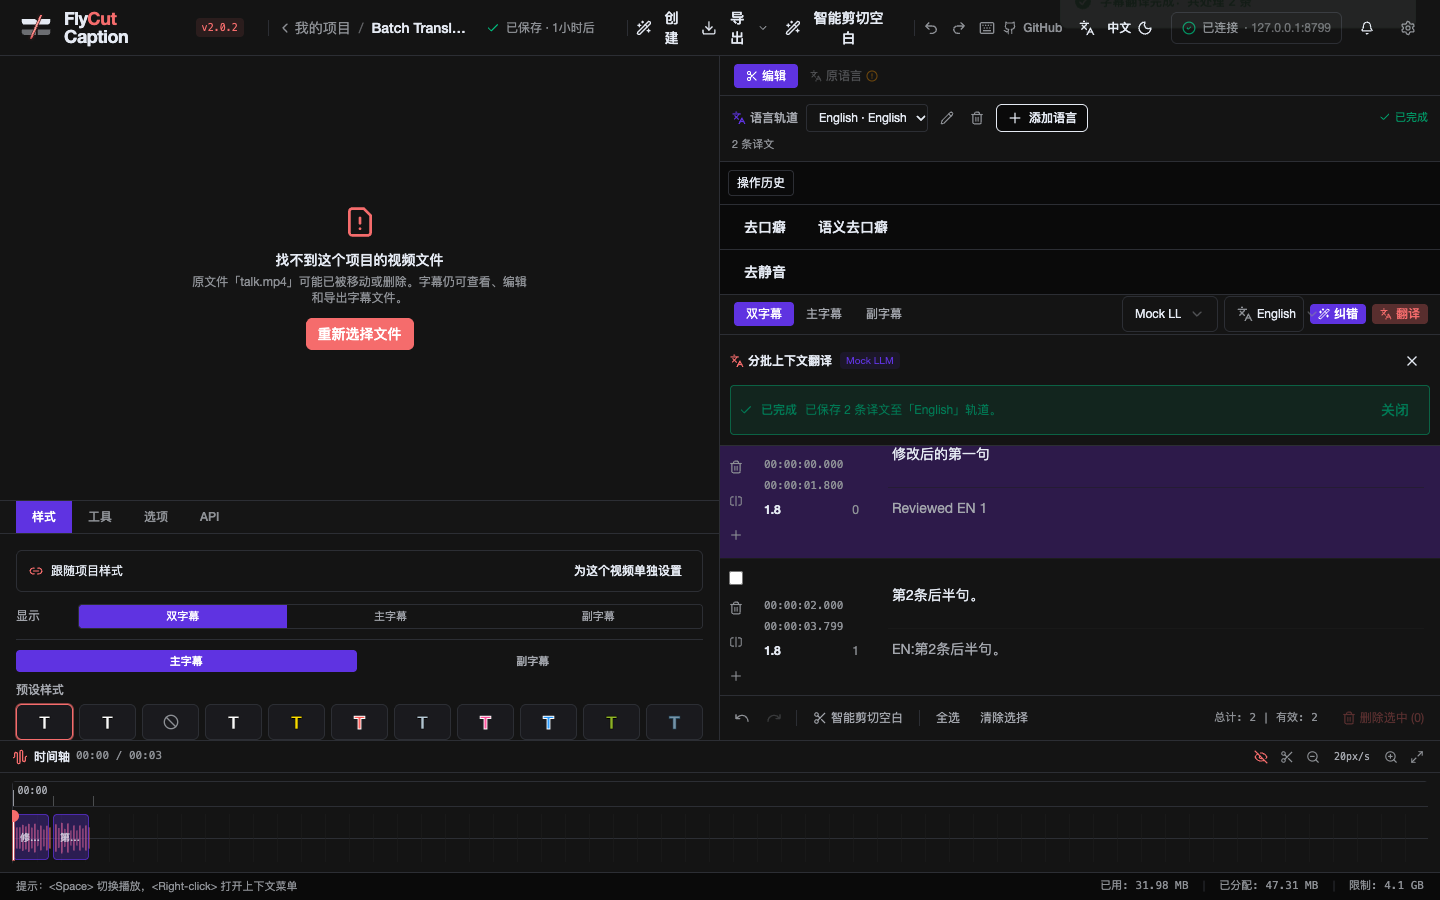 FlyCut
Caption
v2.0.2
我的项目 / Batch Transl...
已保存 · 1小时后
创建
导出
智能剪切空白
GitHub
中文
已连接 · 127.0.0.1:8799
找不到这个项目的视频文件
原文件「talk.mp4」可能已被移动或删除。字幕仍可查看、编辑
和导出字幕文件。
重新选择文件
样式 工具 选项 API
跟随项目样式 为这个视频单独设置
显示 双字幕 主字幕 副字幕
主字幕 副字幕
预设样式
T T T T T T T T T T
编辑 原语言
语言轨道 English · English 添加语言 已完成
2 条译文
操作历史
去口癖 语义去口癖
去静音
双字幕 主字幕 副字幕 Mock LL English 纠错 翻译
分批上下文翻译 Mock LLM
已完成 已保存 2 条译文至「English」轨道。 关闭
修改后的第一句
00:00:00.000
00:00:01.800
1.8 0 Reviewed EN 1
第2条后半句。
00:00:02.000
00:00:03.799
1.8 1 EN:第2条后半句。
智能剪切空白 全选 清除选择 总计: 2 | 有效: 2 删除选中 (0)
时间轴 00:00 / 00:03 20px/s
00:00
修... 第...
提示: <Space> 切换播放, <Right-click> 打开上下文菜单
已用: 31.98 MB 已分配: 47.31 MB 限制: 4.1 GB